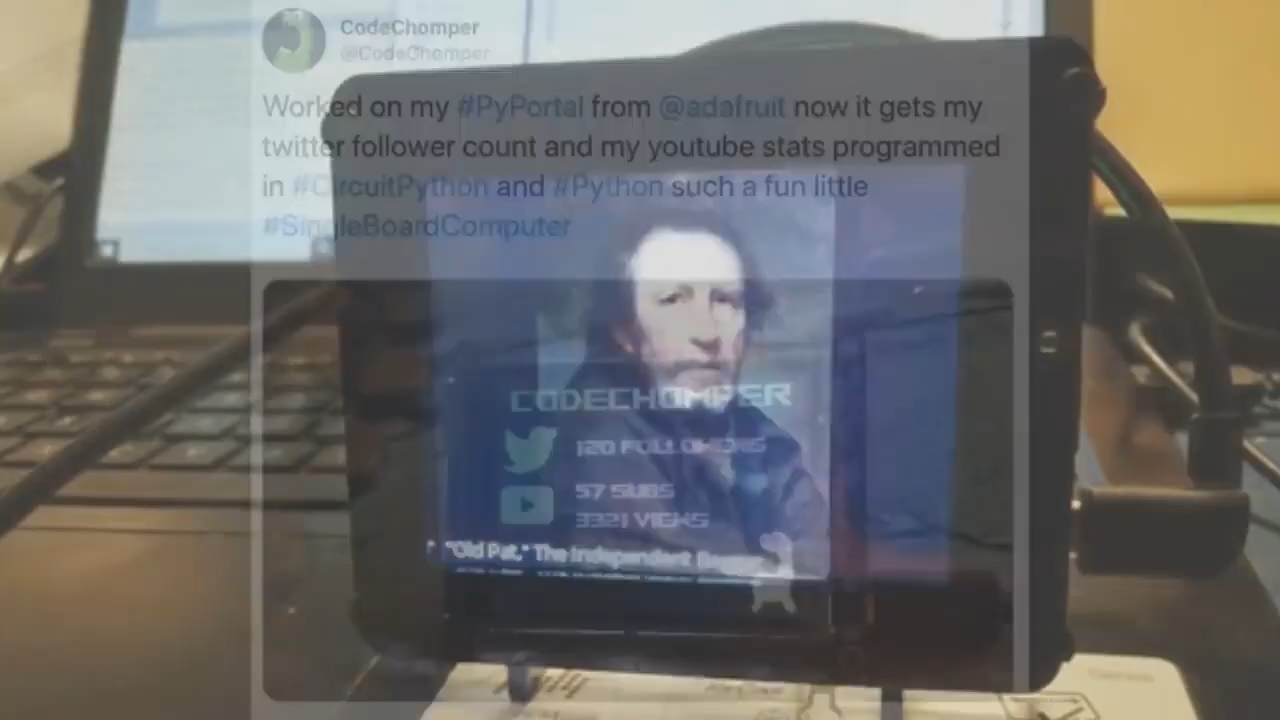 CodeChomper
@CodeChomper
Worked on my #PyPortal from @adafruit now it gets my
twitter follower count and my youtube stats programmed
in #CircuitPython and #Python such a fun little
#SingleBoardComputer
CODECHOMPER
120 FOLLOWERS
57 SUBS
3321 VIEWS
"Old Pat," The Independent